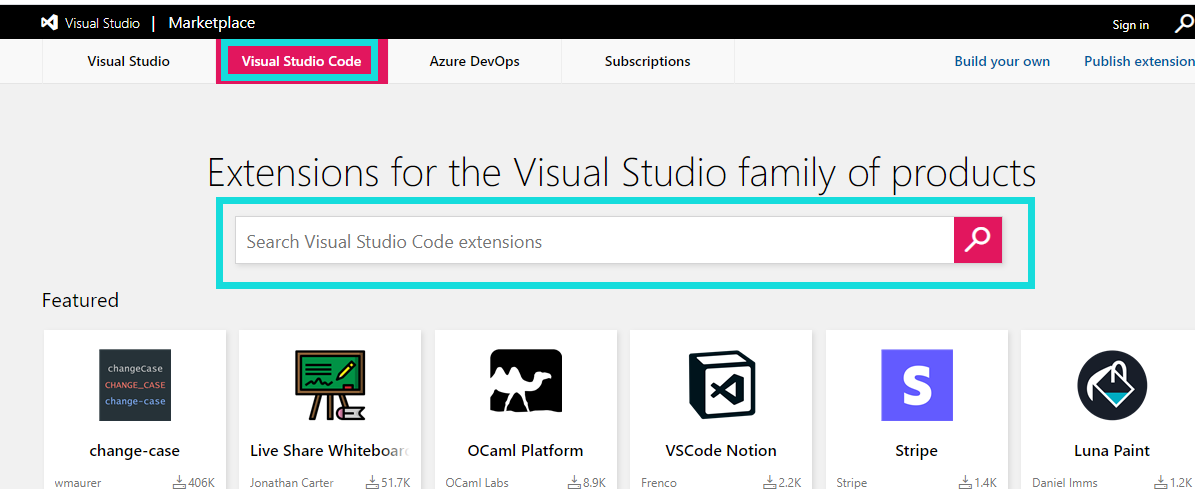 Visual Studio | Marketplace
Sign in
Visual Studio
Visual Studio Code
Azure DevOps
Subscriptions
Build your own
Publish extension
Extensions for the Visual Studio family of products
Search Visual Studio Code extensions
Featured
changeCase
CHANGE_CASE
change-case
S
change-case
Live Share Whiteboard
OCaml Platform
VSCode Notion
Stripe
Luna Paint
wmaurer 406K
Jonathan Carter 51.7K
OCaml Labs 8.9K
Frenco 2.2K
Stripe 1.4K
Daniel Imms 1.2K